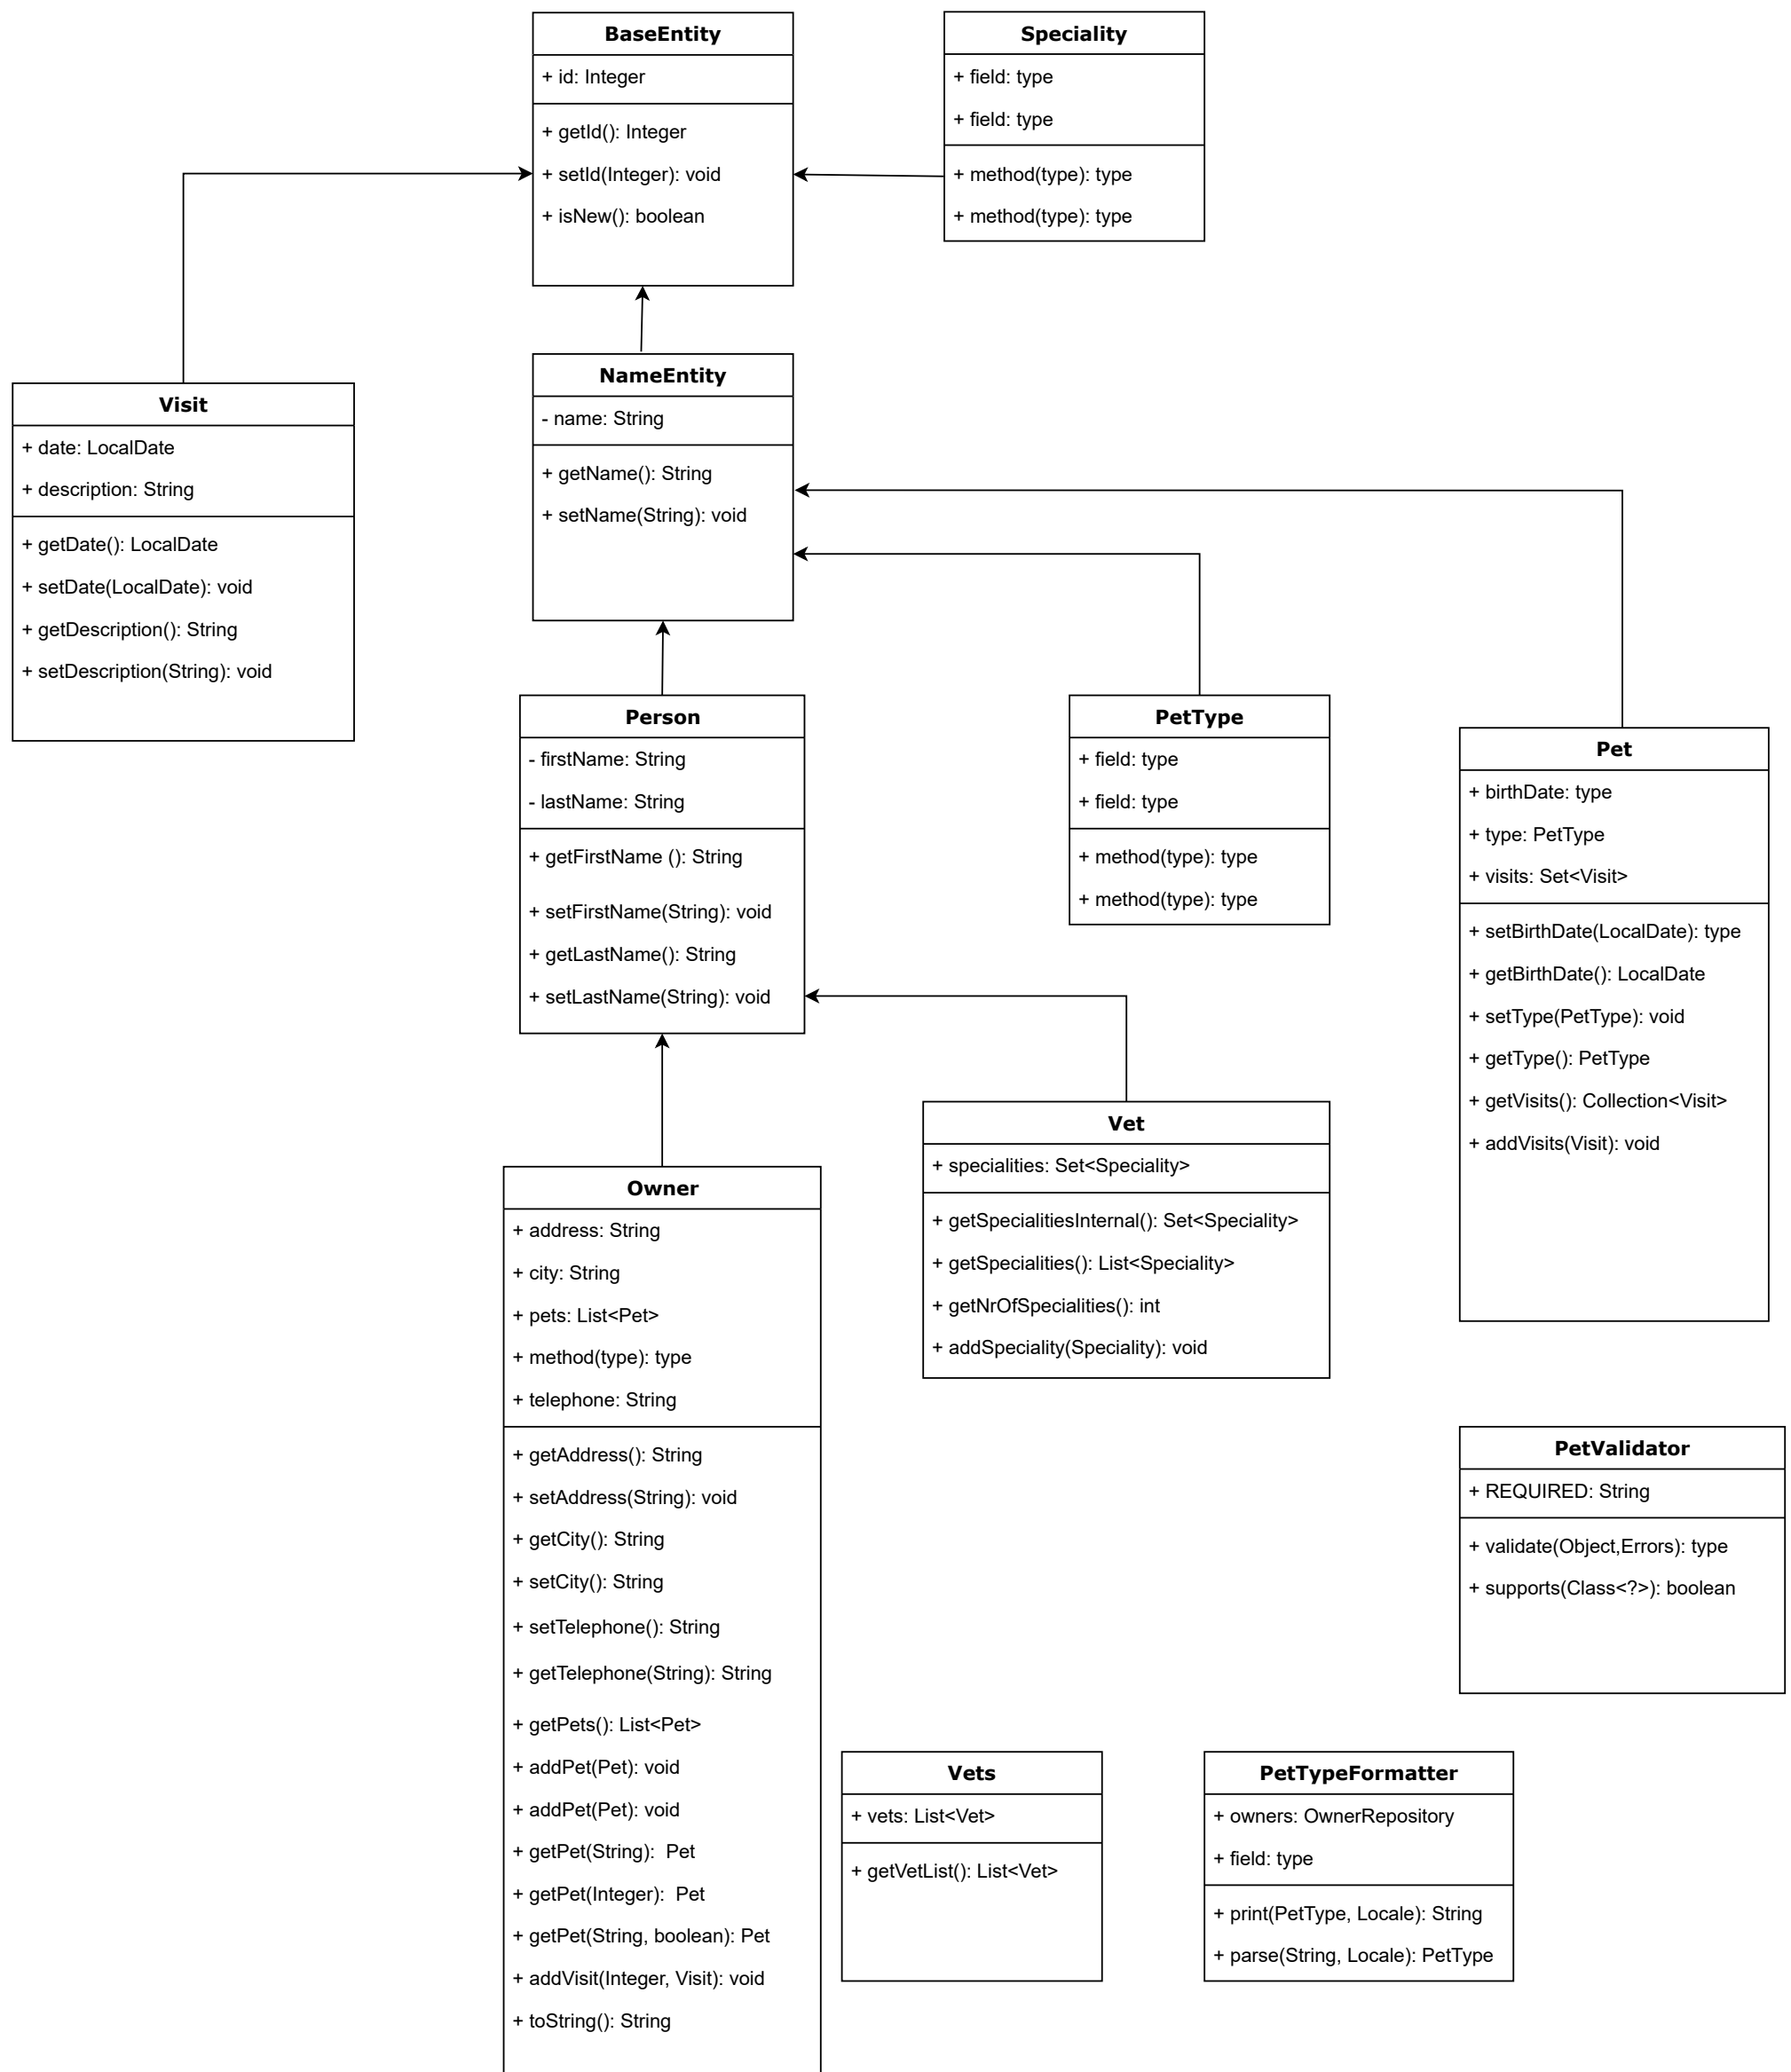 BaseEntity
+ id: Integer
+ getId(): Integer
+ setId(Integer): void
+ isNew(): boolean
Speciality
+ field: type
+ field: type
+ method(type): type
+ method(type): type
Visit
+ date: LocalDate
+ description: String
+ getDate(): LocalDate
+ setDate(LocalDate): void
+ getDescription(): String
+ setDescription(String): void
NameEntity
- name: String
+ getName(): String
+ setName(String): void
Person
- firstName: String
- lastName: String
+ getFirstName (): String
+ setFirstName(String): void
+ getLastName(): String
+ setLastName(String): void
PetType
+ field: type
+ field: type
+ method(type): type
+ method(type): type
Pet
+ birthDate: type
+ type: PetType
+ visits: Set<Visit>
+ setBirthDate(LocalDate): type
+ getBirthDate(): LocalDate
+ setType(PetType): void
+ getType(): PetType
+ getVisits(): Collection<Visit>
+ addVisits(Visit): void
Vet
+ specialities: Set<Speciality>
+ getSpecialitiesInternal(): Set<Speciality>
+ getSpecialities(): List<Speciality>
+ getNrOfSpecialities(): int
+ addSpeciality(Speciality): void
Owner
+ address: String
+ city: String
+ pets: List<Pet>
+ method(type): type
+ telephone: String
+ getAddress(): String
+ setAddress(String): void
+ getCity(): String
+ setCity(): String
+ setTelephone(): String
+ getTelephone(String): String
+ getPets(): List<Pet>
+ addPet(Pet): void
+ addPet(Pet): void
+ getPet(String):  Pet
+ getPet(Integer):  Pet
+ getPet(String, boolean): Pet
+ addVisit(Integer, Visit): void
+ toString(): String
PetValidator
+ REQUIRED: String
+ validate(Object,Errors): type
+ supports(Class<?>): boolean
Vets
+ vets: List<Vet>
+ getVetList(): List<Vet>
PetTypeFormatter
+ owners: OwnerRepository
+ field: type
+ print(PetType, Locale): String
+ parse(String, Locale): PetType